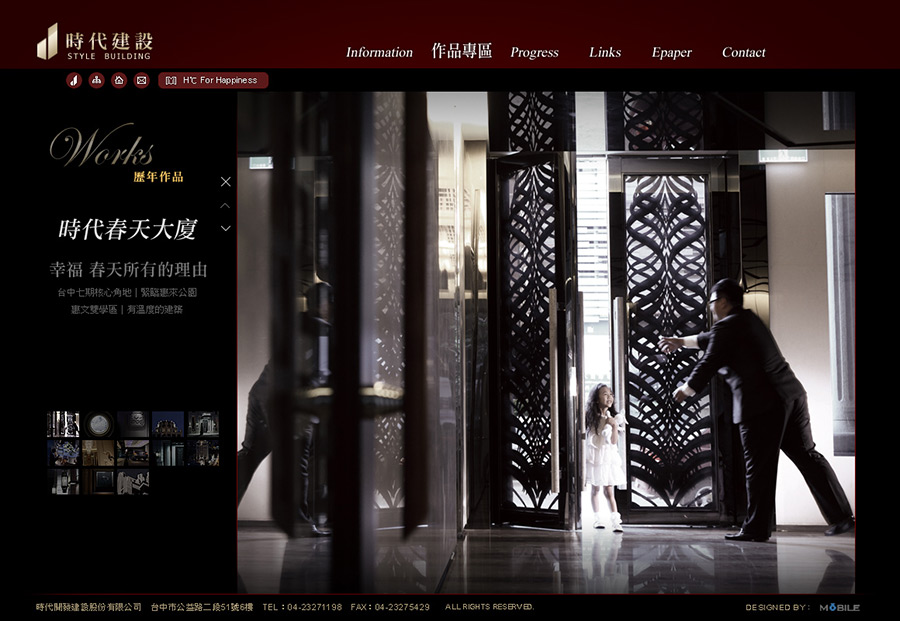 時代建設
STYLE BUILDING
Information 作品專區 Progress Links Epaper Contact
H℃ For Happiness
Works
歷年作品
時代春天大廈
幸福 春天所有的理由
台中七期核心角地｜緊臨惠來公園
惠文雙學區｜有溫度的建築
時代開發建設股份有限公司 台中市公益路二段51號6樓 TEL：04-23271198 FAX：04-23275429 ALL RIGHTS RESERVED.
DESIGNED BY： MÖBILE